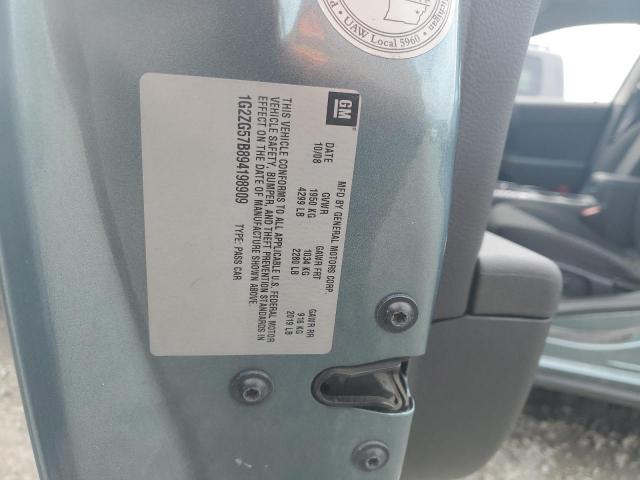 UAW Local 5960
GM
MFD BY GENERAL MOTORS CORP
DATE GVWR GAWR FRT GAWR RR
10/08 1950 KG 1034 KG 916 KG
4299 LB 2280 LB 2019 LB
THIS VEHICLE CONFORMS TO ALL APPLICABLE U.S. FEDERAL MOTOR
VEHICLE SAFETY, BUMPER, AND THEFT PREVENTION STANDARDS IN
EFFECT ON THE DATE OF MANUFACTURE SHOWN ABOVE.
1G2ZG57B894198909 TYPE: PASS CAR